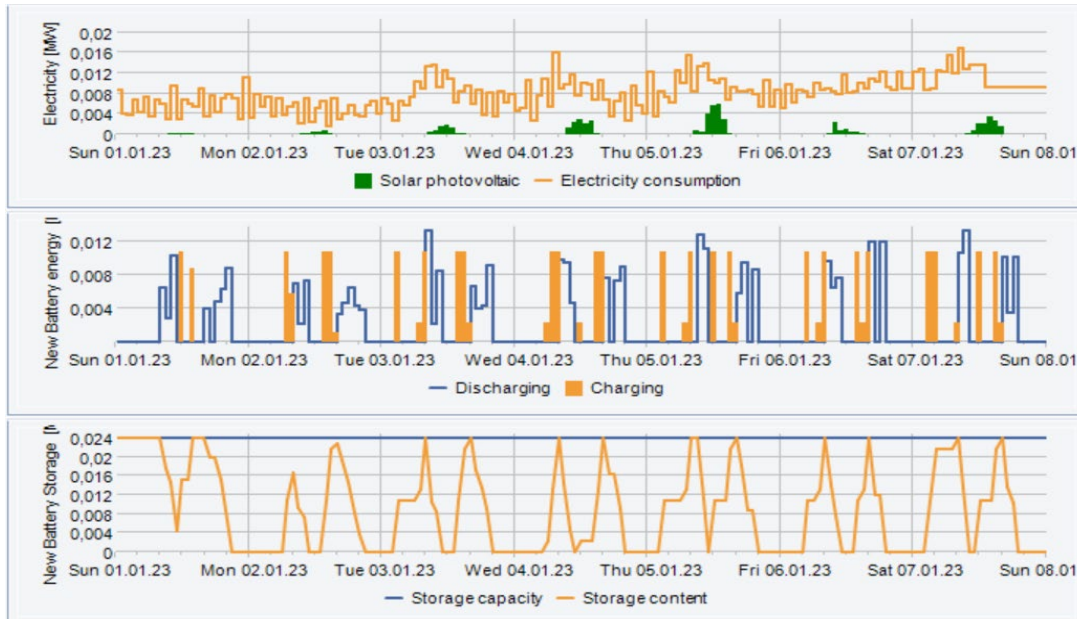 Electricity [MW]
0,02
0,016
0,012
0,008
0,004
0
Sun 01.01.23 Mon 02.01.23 Tue 03.01.23 Wed 04.01.23 Thu 05.01.23 Fri 06.01.23 Sat 07.01.23 Sun 08.01
Solar photovoltaic Electricity consumption
New Battery energy
0,012
0,008
0,004
0
Sun 01.01.23 Mon 02.01.23 Tue 03.01.23 Wed 04.01.23 Thu 05.01.23 Fri 06.01.23 Sat 07.01.23 Sun 08.01
Discharging Charging
New Battery Storage
0,024
0,02
0,016
0,012
0,008
0,004
0
Sun 01.01.23 Mon 02.01.23 Tue 03.01.23 Wed 04.01.23 Thu 05.01.23 Fri 06.01.23 Sat 07.01.23 Sun 08.01
Storage capacity Storage content